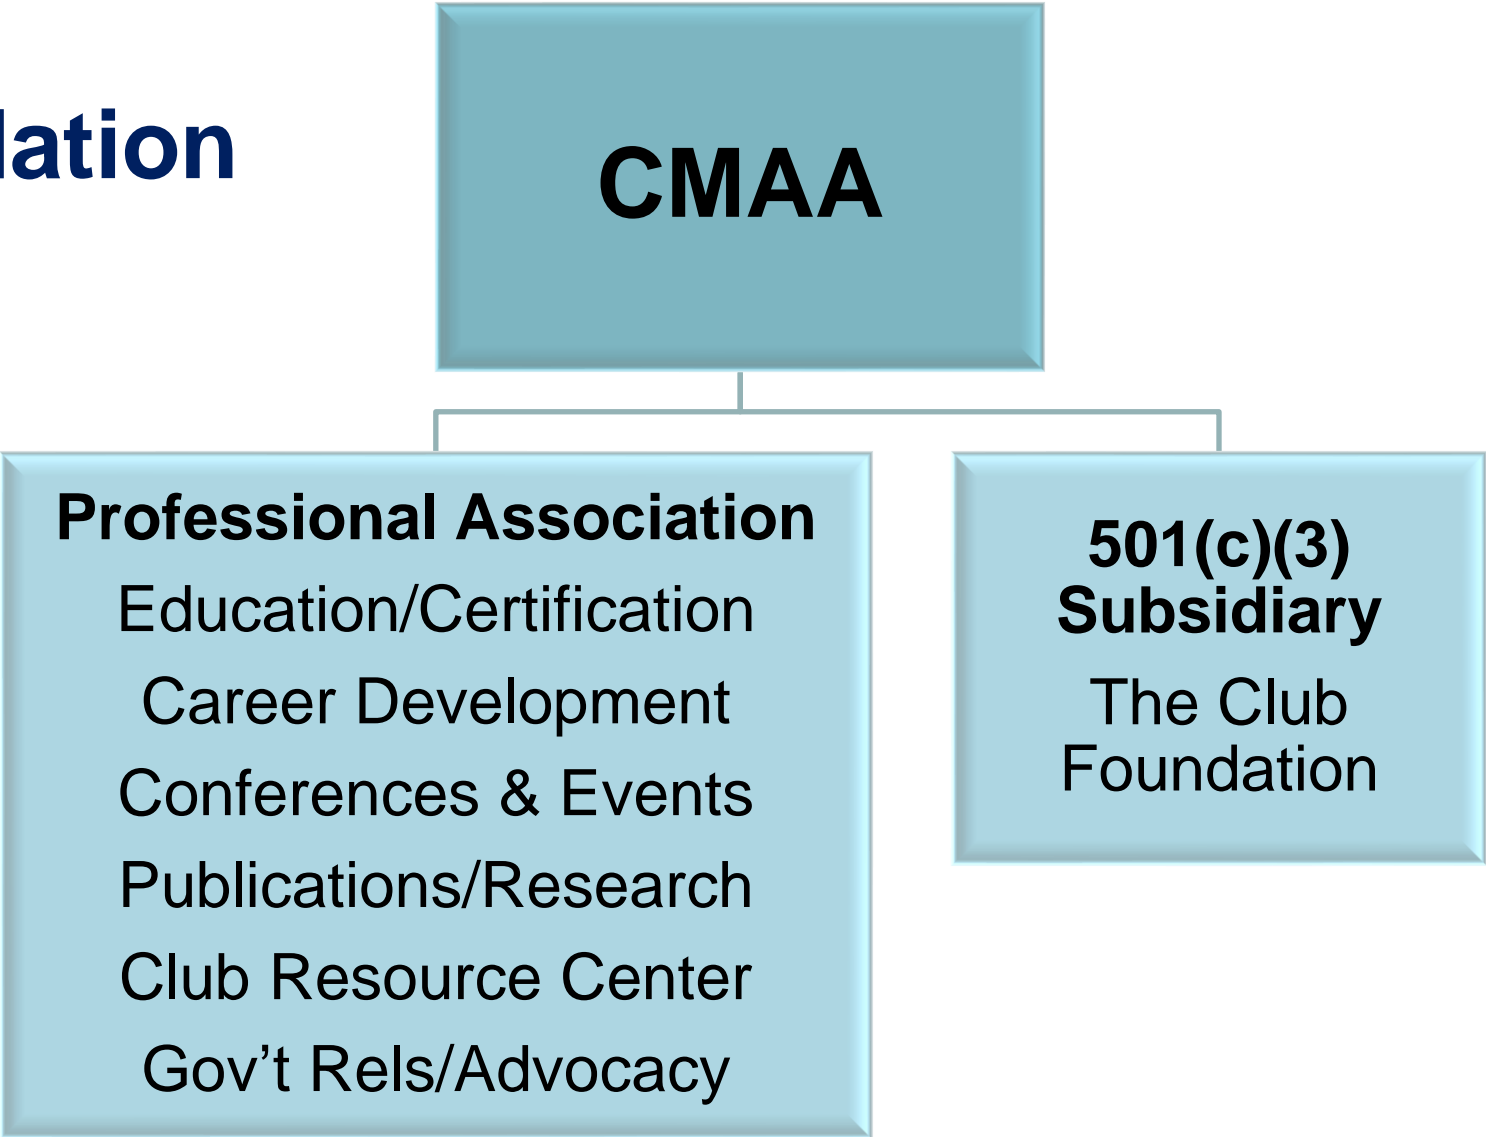 CMAA
Professional Association
Education/Certification
Career Development
Conferences & Events
Publications/Research
Club Resource Center
Gov’t Rels/Advocacy
501(c)(3)
Subsidiary
The Club
Foundation